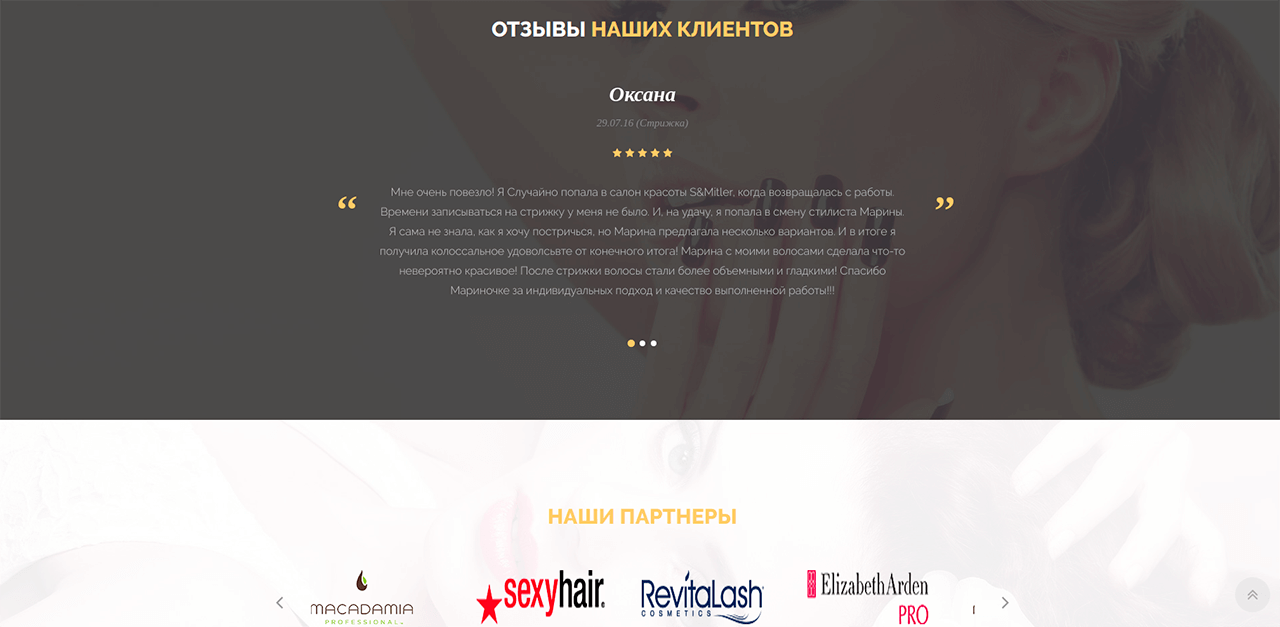 ОТЗЫВЫ НАШИХ КЛИЕНТОВ
Оксана
29.07.16 (Стрижка)
“ Мне очень повезло! Я Случайно попала в салон красоты S&Mitler, когда возвращалась с работы. ”
Времени записываться на стрижку у меня не было. И, на удачу, я попала в смену стилиста Марины.
Я сама не знала, как я хочу постричься, но Марина предлагала несколько вариантов. И в итоге я
получила колоссальное удовольсвте от конечного итога! Марина с моими волосами сделала что-то
невероятно красивое! После стрижки волосы стали более объемными и гладкими! Спасибо
Мариночке за индивидуальных подход и качество выполненной работы!!!
НАШИ ПАРТНЕРЫ
MACADAMIA
PROFESSIONAL™
sexyhair®
RevitaLash®
COSMETICS
Elizabeth Arden
PRO